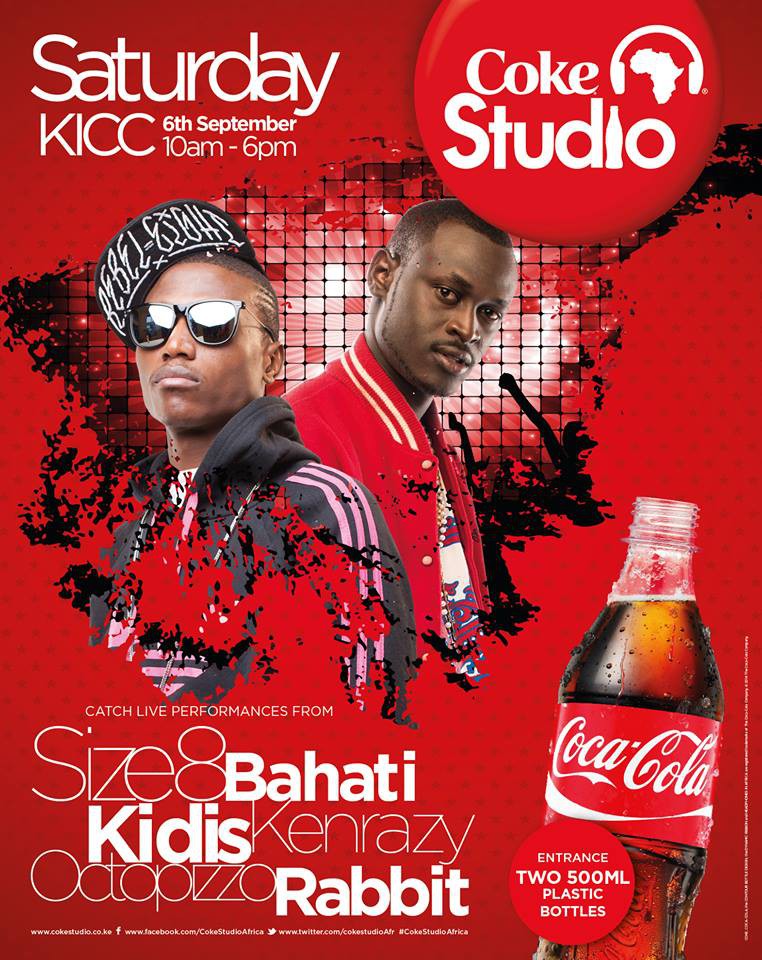 Saturday
KICC 6th September
10am - 6pm
Coke
Studio
REBEL=EIGHT
CATCH LIVE PERFORMANCES FROM
Size8 Bahati
Kidis Kenrazy
Octopizzo Rabbit
Coca-Cola
ENTRANCE
TWO 500ML
PLASTIC
BOTTLES
www.cokestudio.co.ke f www.facebook.com/CokeStudioAfrica www.twitter.com/cokestudioAfr #CokeStudioAfrica